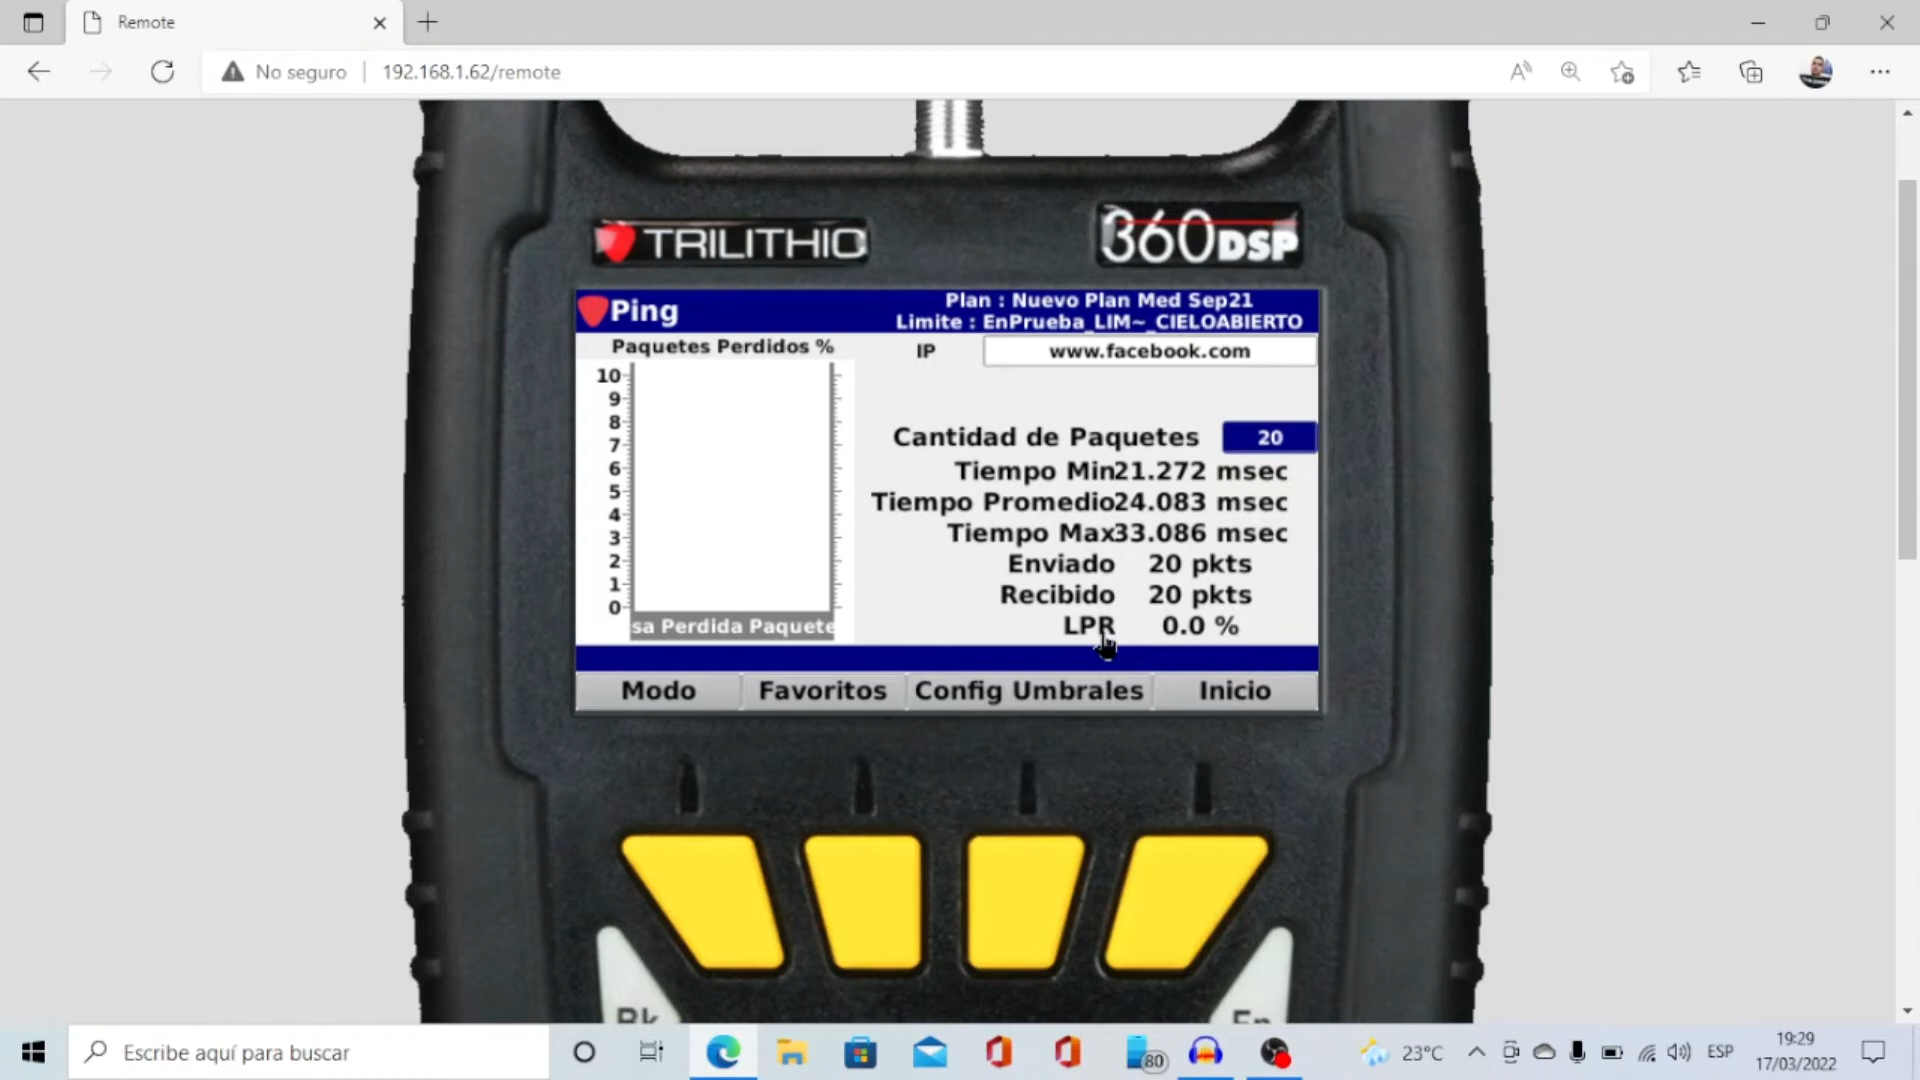 Remote
No seguro
192.168.1.62/remote
TRILITHIC
360DSP
Ping
Plan : Nuevo Plan Med Sep21
Limite : EnPrueba_LIM~_CIELOABIERTO
Paquetes Perdidos %
IP
www.facebook.com
10
9
8
7
6
5
4
3
2
1
0
Cantidad de Paquetes 20
Tiempo Min21.272 msec
Tiempo Promedio24.083 msec
Tiempo Max33.086 msec
Enviado 20 pkts
Recibido 20 pkts
LPR 0.0 %
sa Perdida Paquete
Modo
Favoritos
Config Umbrales
Inicio
Escribe aquí para buscar
80
23°C
ESP
19:29
17/03/2022